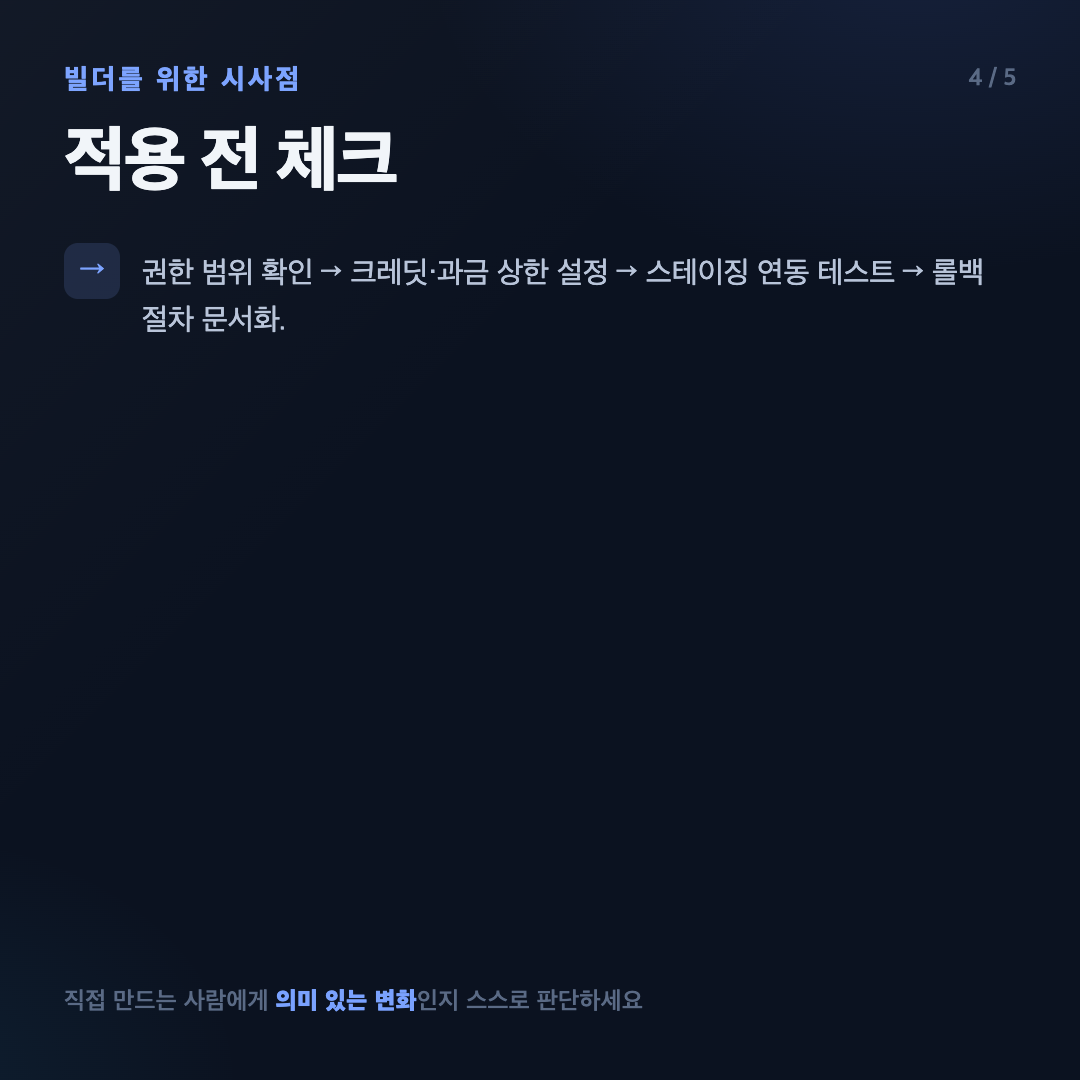 빌더를 위한 시사점
4 / 5
적용 전 체크
→ 권한 범위 확인 → 크레딧·과금 상한 설정 → 스테이징 연동 테스트 → 롤백
절차 문서화.
직접 만드는 사람에게 의미 있는 변화인지 스스로 판단하세요